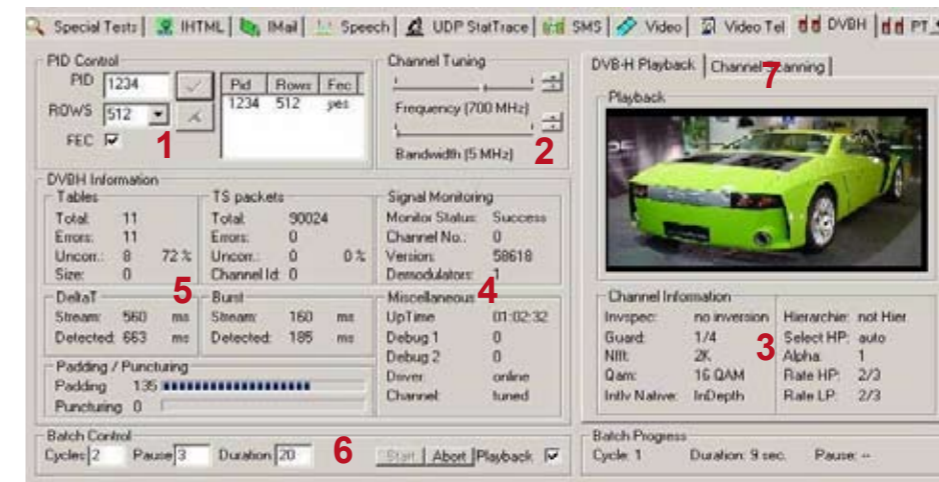 Special Tests IHTML IMail Speech UDP StatTrace SMS Video Video Tel DVBH PT
PID Control
PID 1234
ROWS 512
FEC
1
Pid Rows Fec
1234 512 yes
Channel Tuning
Frequency (700 MHz)
Bandwidth (5 MHz)
2
DVBH Information
Tables
Total: 11
Errors: 11
Uncorr.: 8 72 %
Size: 0
TS packets
Total: 90024
Errors: 0
Uncorr.: 0 0 %
Channel Id: 0
Signal Monitoring
Monitor Status: Success
Channel No.: 0
Version: 58618
Demodulators: 1
DeltaT
5
Stream: 560 ms
Detected: 663 ms
Burst
Stream: 160 ms
Detected: 185 ms
Miscellaneous
4
UpTime 01:02:32
Debug 1 0
Debug 2 0
Driver: online
Channel: tuned
Padding / Puncturing
Padding 135
Puncturing 0
Batch Control
Cycles 2 Pause 3 Duration 20
6
Start Abort Playback
DVB-H Playback Channel Scanning
7
Playback
Channel Information
Invspec: no inversion
Guard: 1/4
Nfft: 2K
Qam: 16 QAM
Intlv Native: InDepth
3
Hierarchie: not Hier
Select HP: auto
Alpha: 1
Rate HP: 2/3
Rate LP: 2/3
Batch Progress
Cycle: 1 Duration: 9 sec. Pause: --